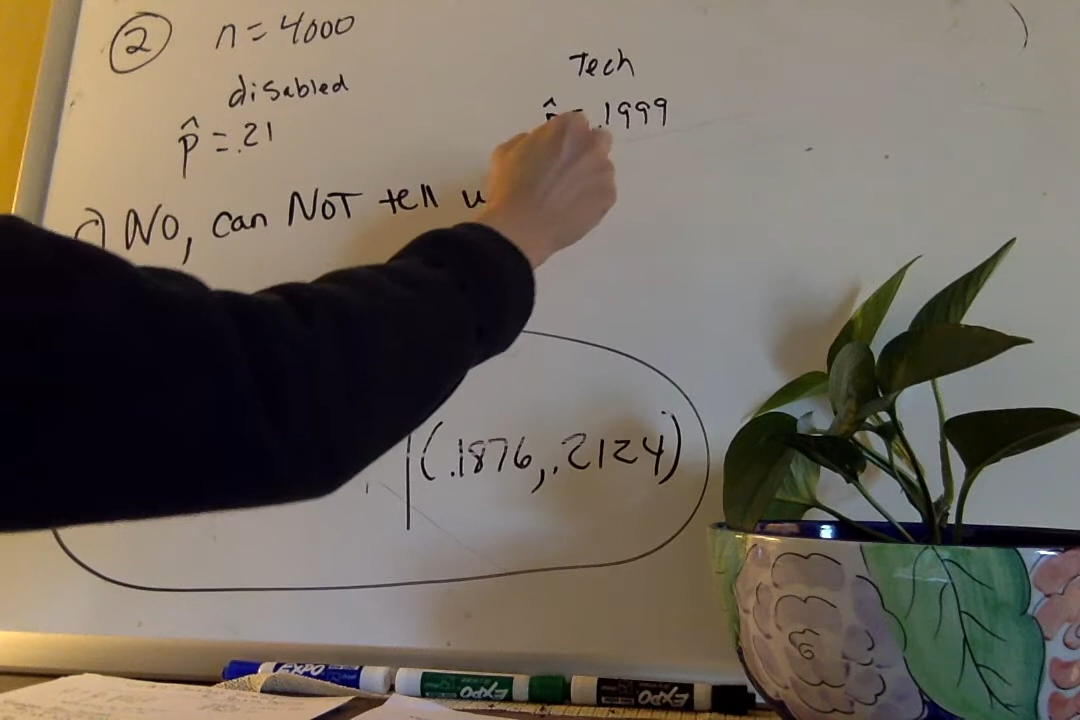 ② n = 4000
disabled
p̂ = .21
Tech
p̂ = .1999
c) No, can NOT tell u
(.1876, .2124)
EXPO
EXPO
EXPO